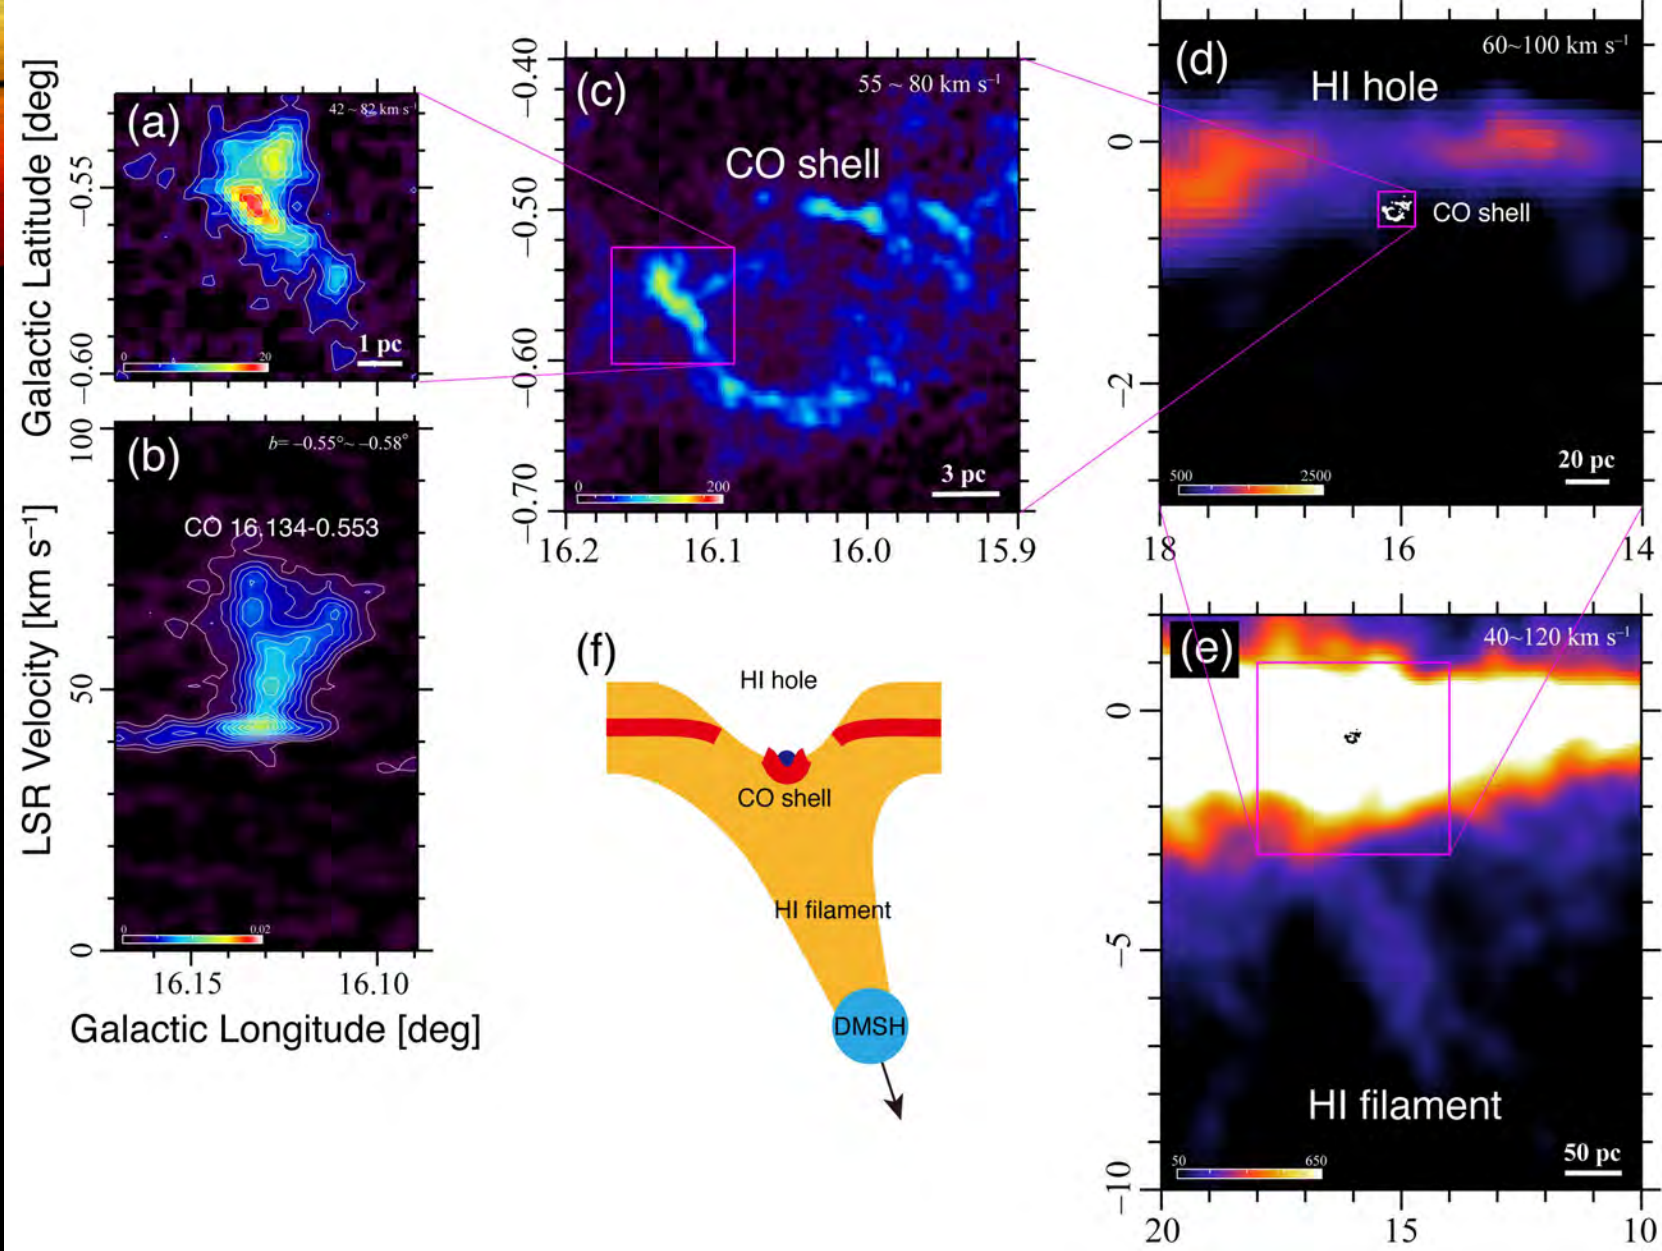 Galactic Latitude [deg]
−0.55
−0.60
(a)
42 ~ 82 km s⁻¹
0
20
1 pc
LSR Velocity [km s⁻¹]
100
50
0
(b)
b= −0.55°~ −0.58°
CO 16.134-0.553
0
0.02
16.15
16.10
Galactic Longitude [deg]
−0.40
−0.50
−0.60
−0.70
(c)
55 ~ 80 km s⁻¹
CO shell
0
200
3 pc
16.2
16.1
16.0
15.9
(d)
60~100 km s⁻¹
HI hole
0
−2
CO shell
500
2500
20 pc
18
16
14
(e)
40~120 km s⁻¹
0
−5
−10
HI filament
50
650
50 pc
20
15
10
(f)
HI hole
CO shell
HI filament
DMSH